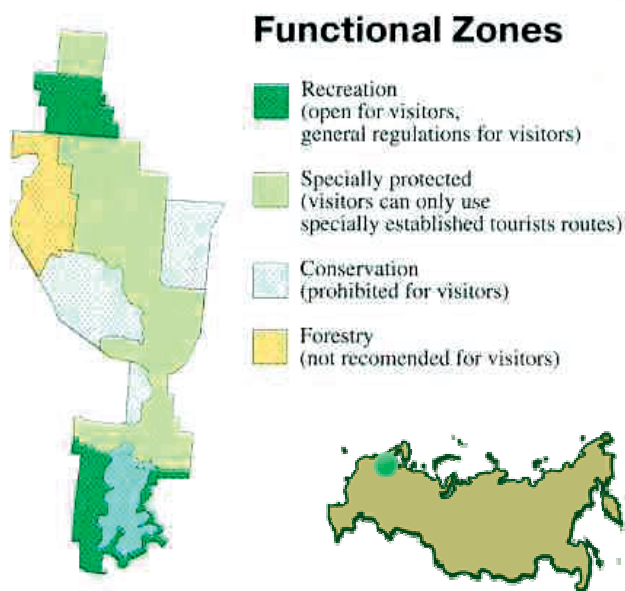 Functional Zones
Recreation
(open for visitors,
general regulations for visitors)
Specially protected
(visitors can only use
specially established tourists routes)
Conservation
(prohibited for visitors)
Forestry
(not recomended for visitors)